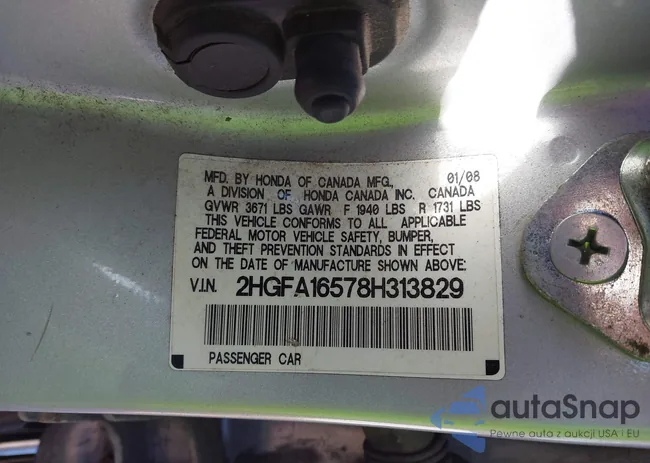 MFD. BY HONDA OF CANADA MFG., 01/08
A DIVISION OF HONDA CANADA INC. CANADA
GVWR 3671 LBS GAWR F 1940 LBS R 1731 LBS
THIS VEHICLE CONFORMS TO ALL APPLICABLE
FEDERAL MOTOR VEHICLE SAFETY, BUMPER,
AND THEFT PREVENTION STANDARDS IN EFFECT
ON THE DATE OF MANUFACTURE SHOWN ABOVE:
V.I.N. 2HGFA16578H313829
PASSENGER CAR
autaSnap
Pewne auta z aukcji USA i EU